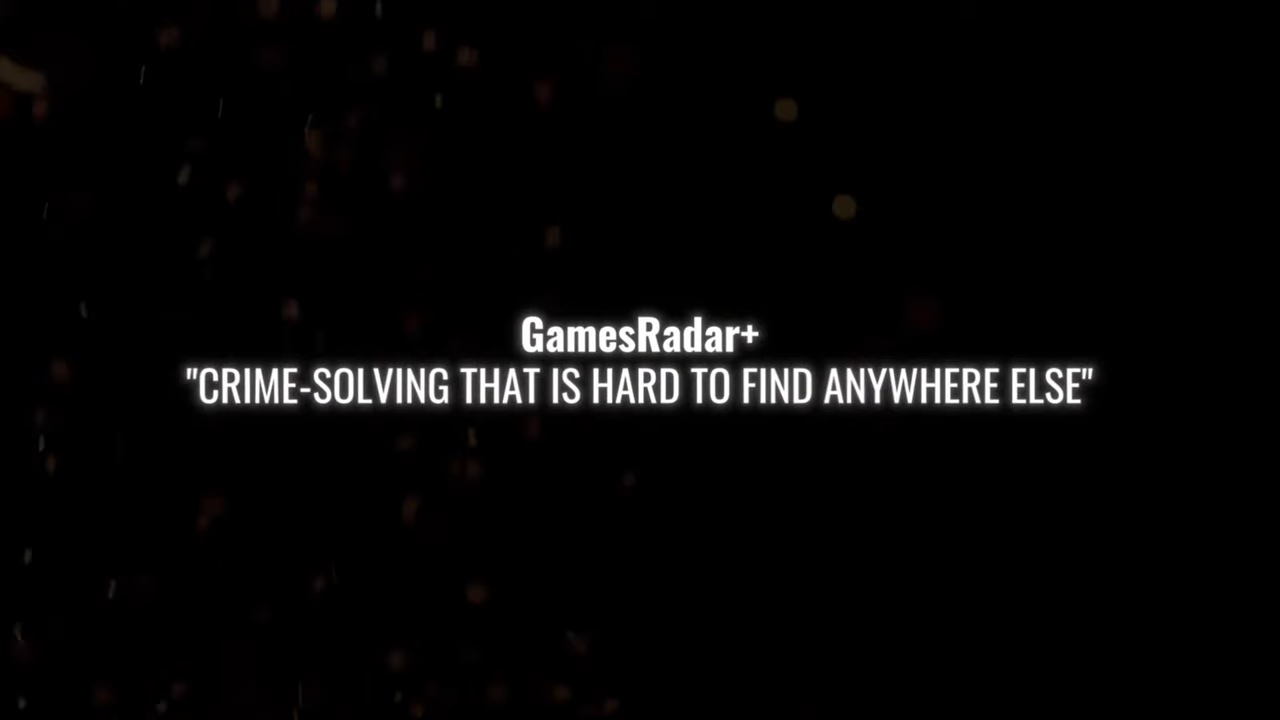 GamesRadar+
"CRIME-SOLVING THAT IS HARD TO FIND ANYWHERE ELSE"